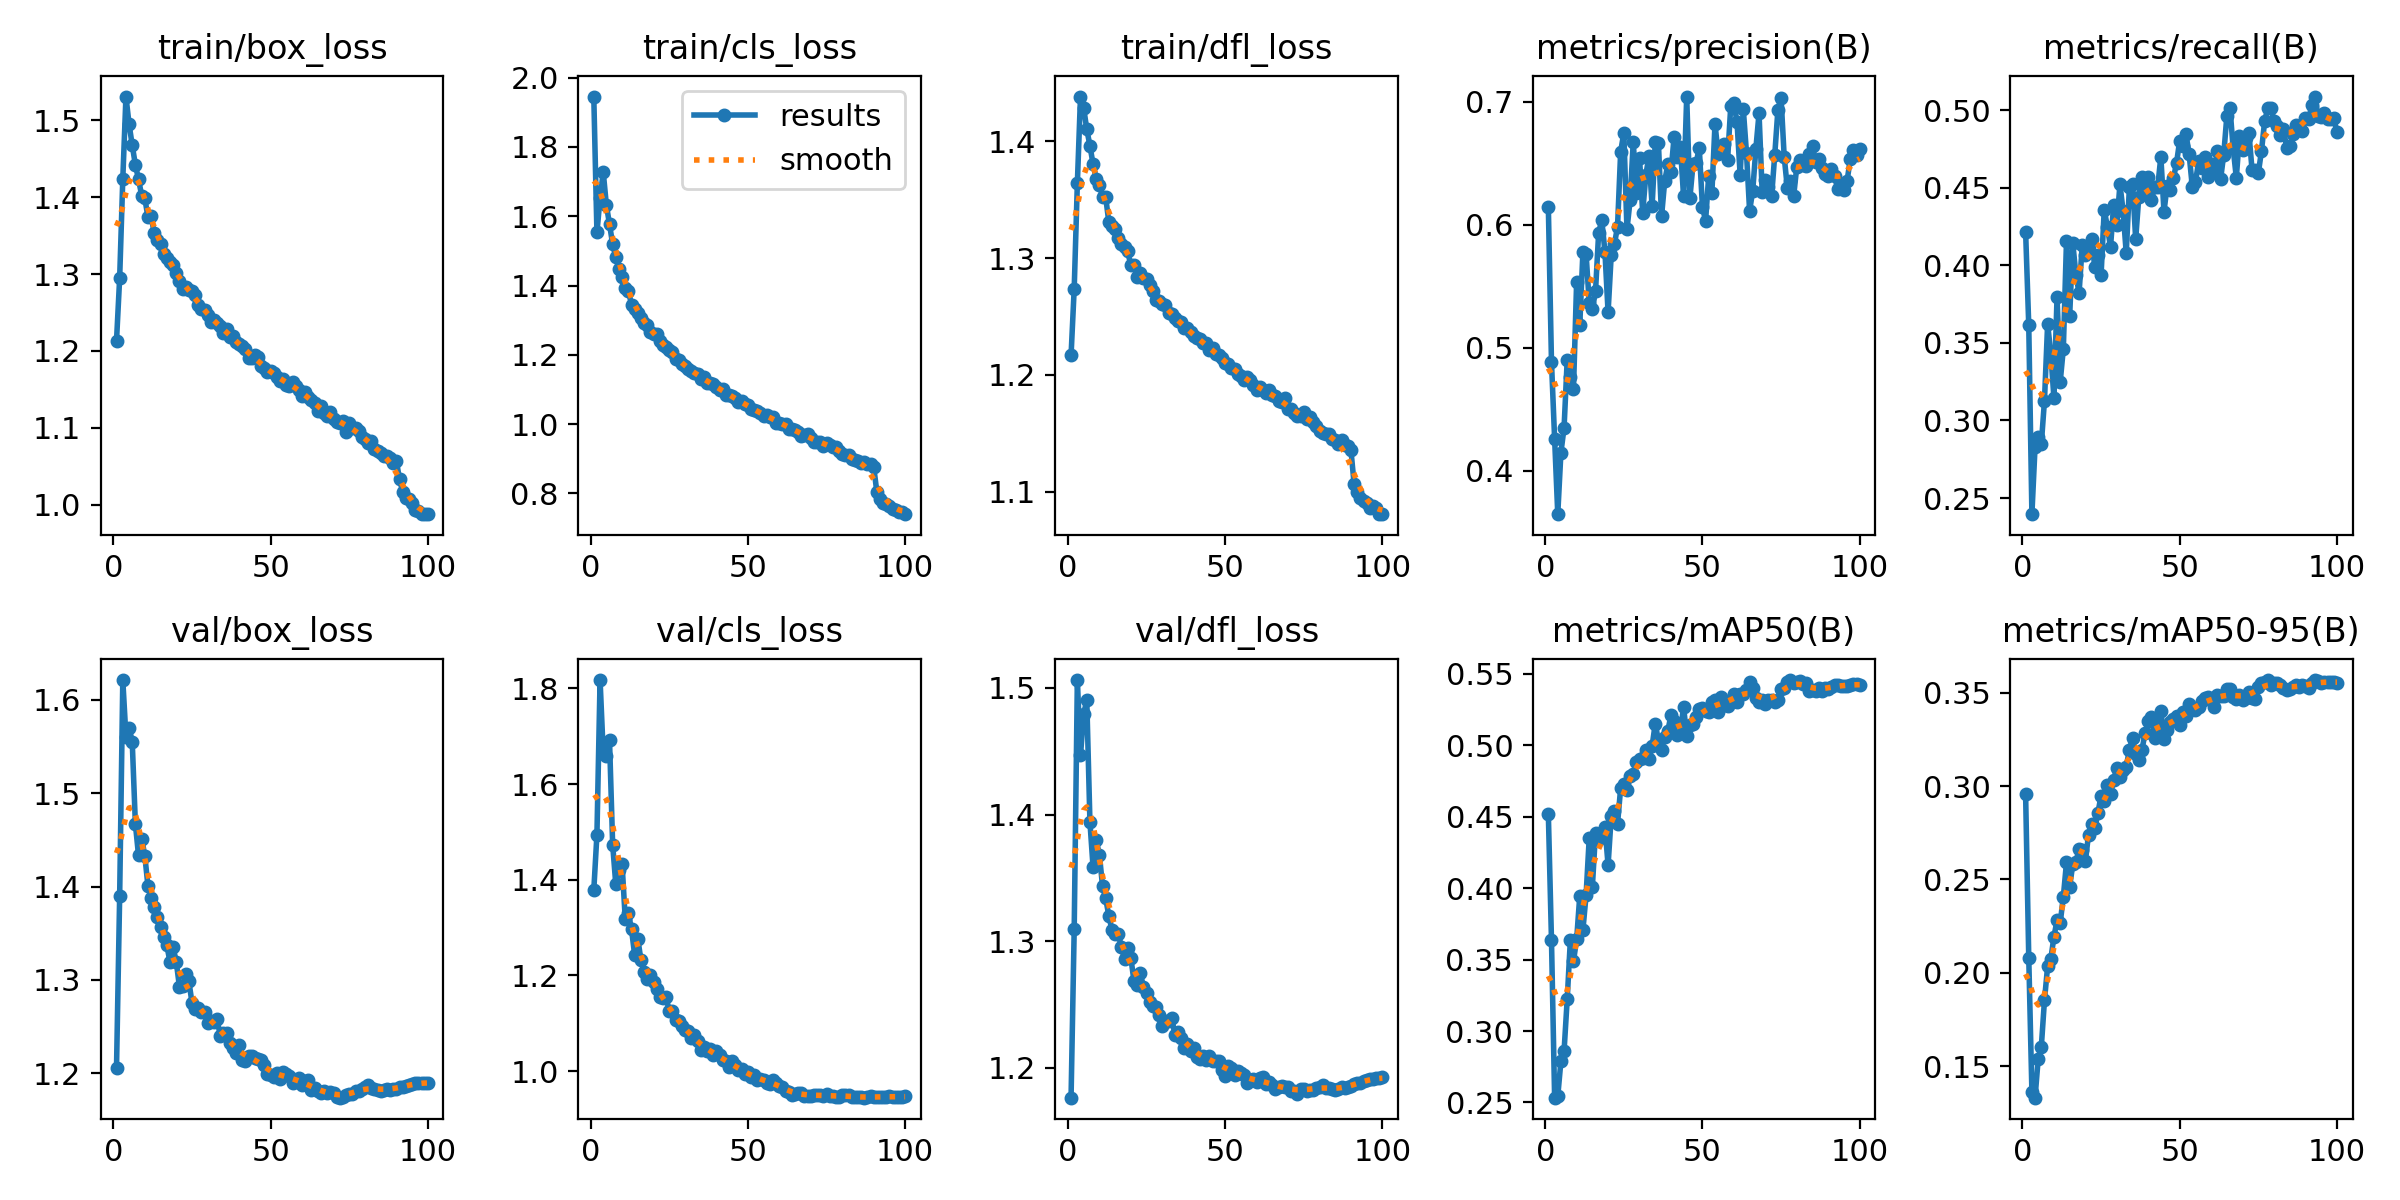 train/box_loss
1.5
1.4
1.3
1.2
1.1
1.0
0 50 100
train/cls_loss
2.0
1.8
1.6
1.4
1.2
1.0
0.8
results
smooth
0 50 100
train/dfl_loss
1.4
1.3
1.2
1.1
0 50 100
metrics/precision(B)
0.7
0.6
0.5
0.4
0 50 100
metrics/recall(B)
0.50
0.45
0.40
0.35
0.30
0.25
0 50 100
val/box_loss
1.6
1.5
1.4
1.3
1.2
0 50 100
val/cls_loss
1.8
1.6
1.4
1.2
1.0
0 50 100
val/dfl_loss
1.5
1.4
1.3
1.2
0 50 100
metrics/mAP50(B)
0.55
0.50
0.45
0.40
0.35
0.30
0.25
0 50 100
metrics/mAP50-95(B)
0.35
0.30
0.25
0.20
0.15
0 50 100